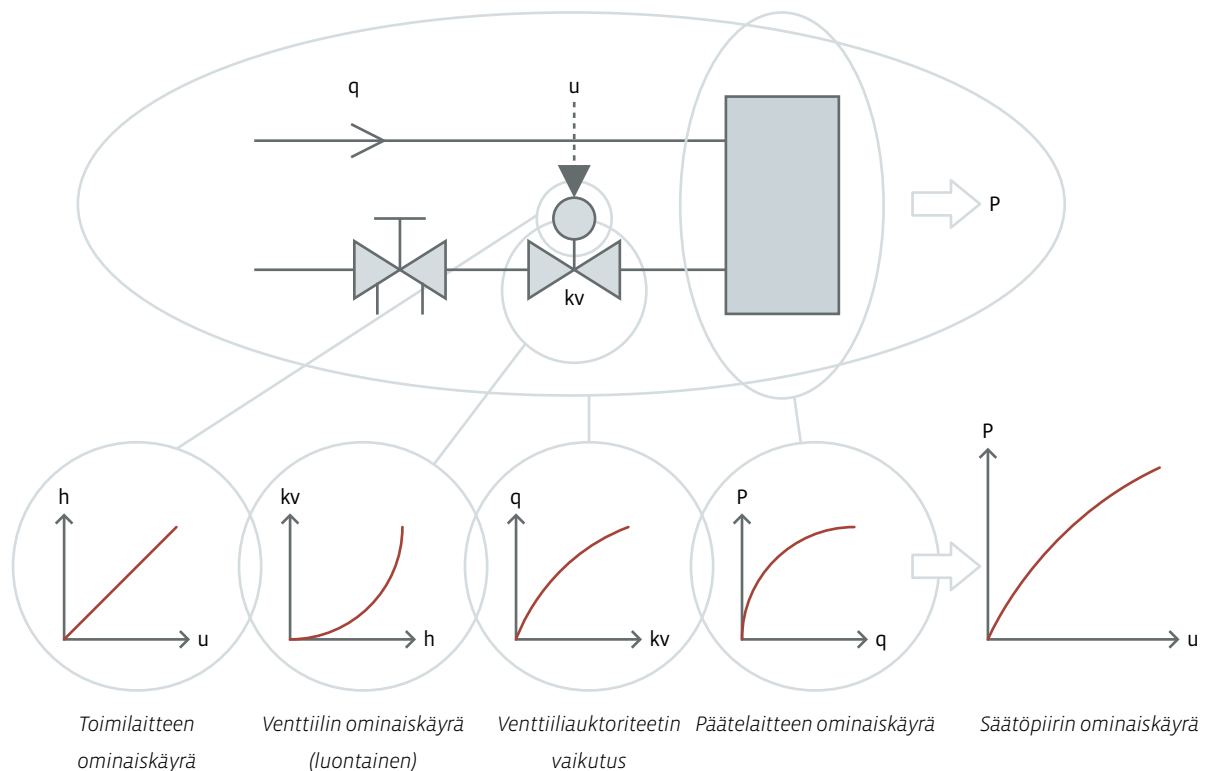 q
u
P
kv
h
u
kv
h
q
kv
P
q
P
u
Toimilaitteen
ominaiskäyrä
Venttiilin ominaiskäyrä
(luontainen)
Venttiiliauktoriteetin
vaikutus
Päätelaitteen ominaiskäyrä
Säätöpiirin ominaiskäyrä